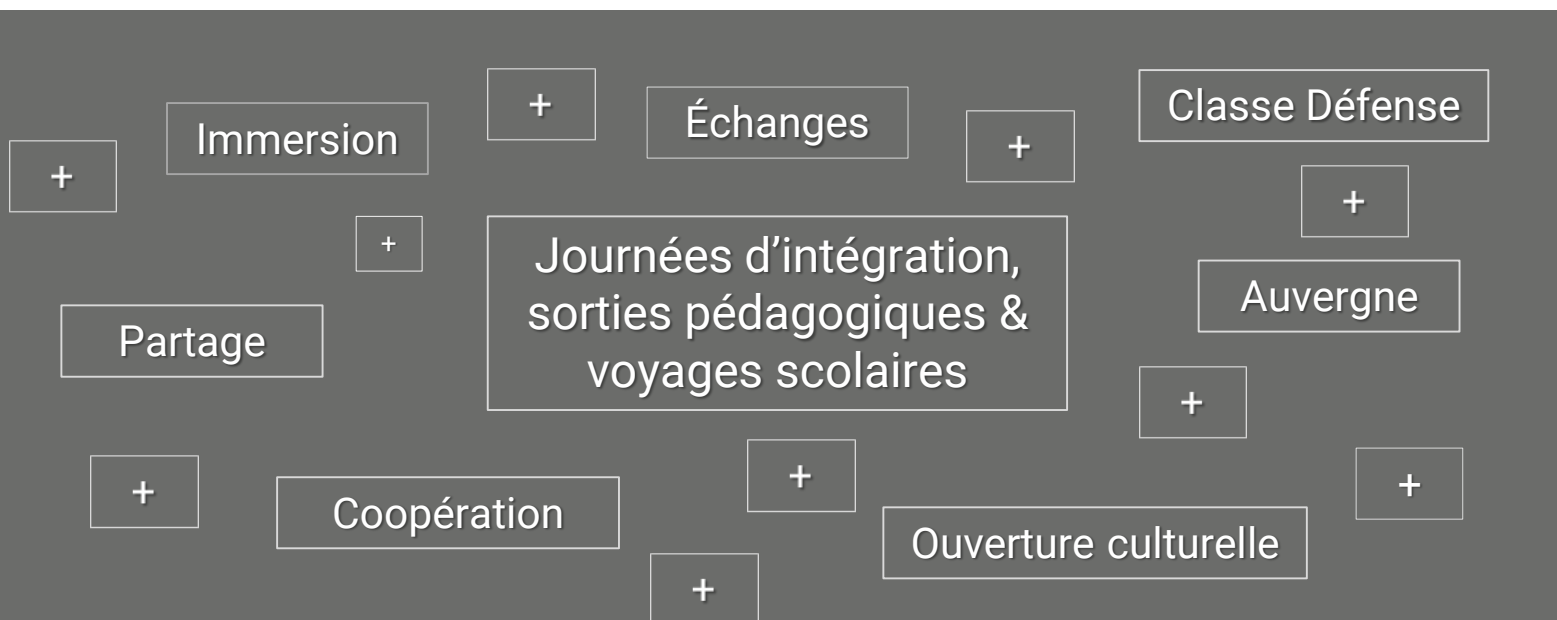 +
Échanges
Classe Défense
Immersion
+
+
+
+
Journées d’intégration,
sorties pédagogiques &
voyages scolaires
Auvergne
Partage
+
+
+
+
Coopération
Ouverture culturelle
+